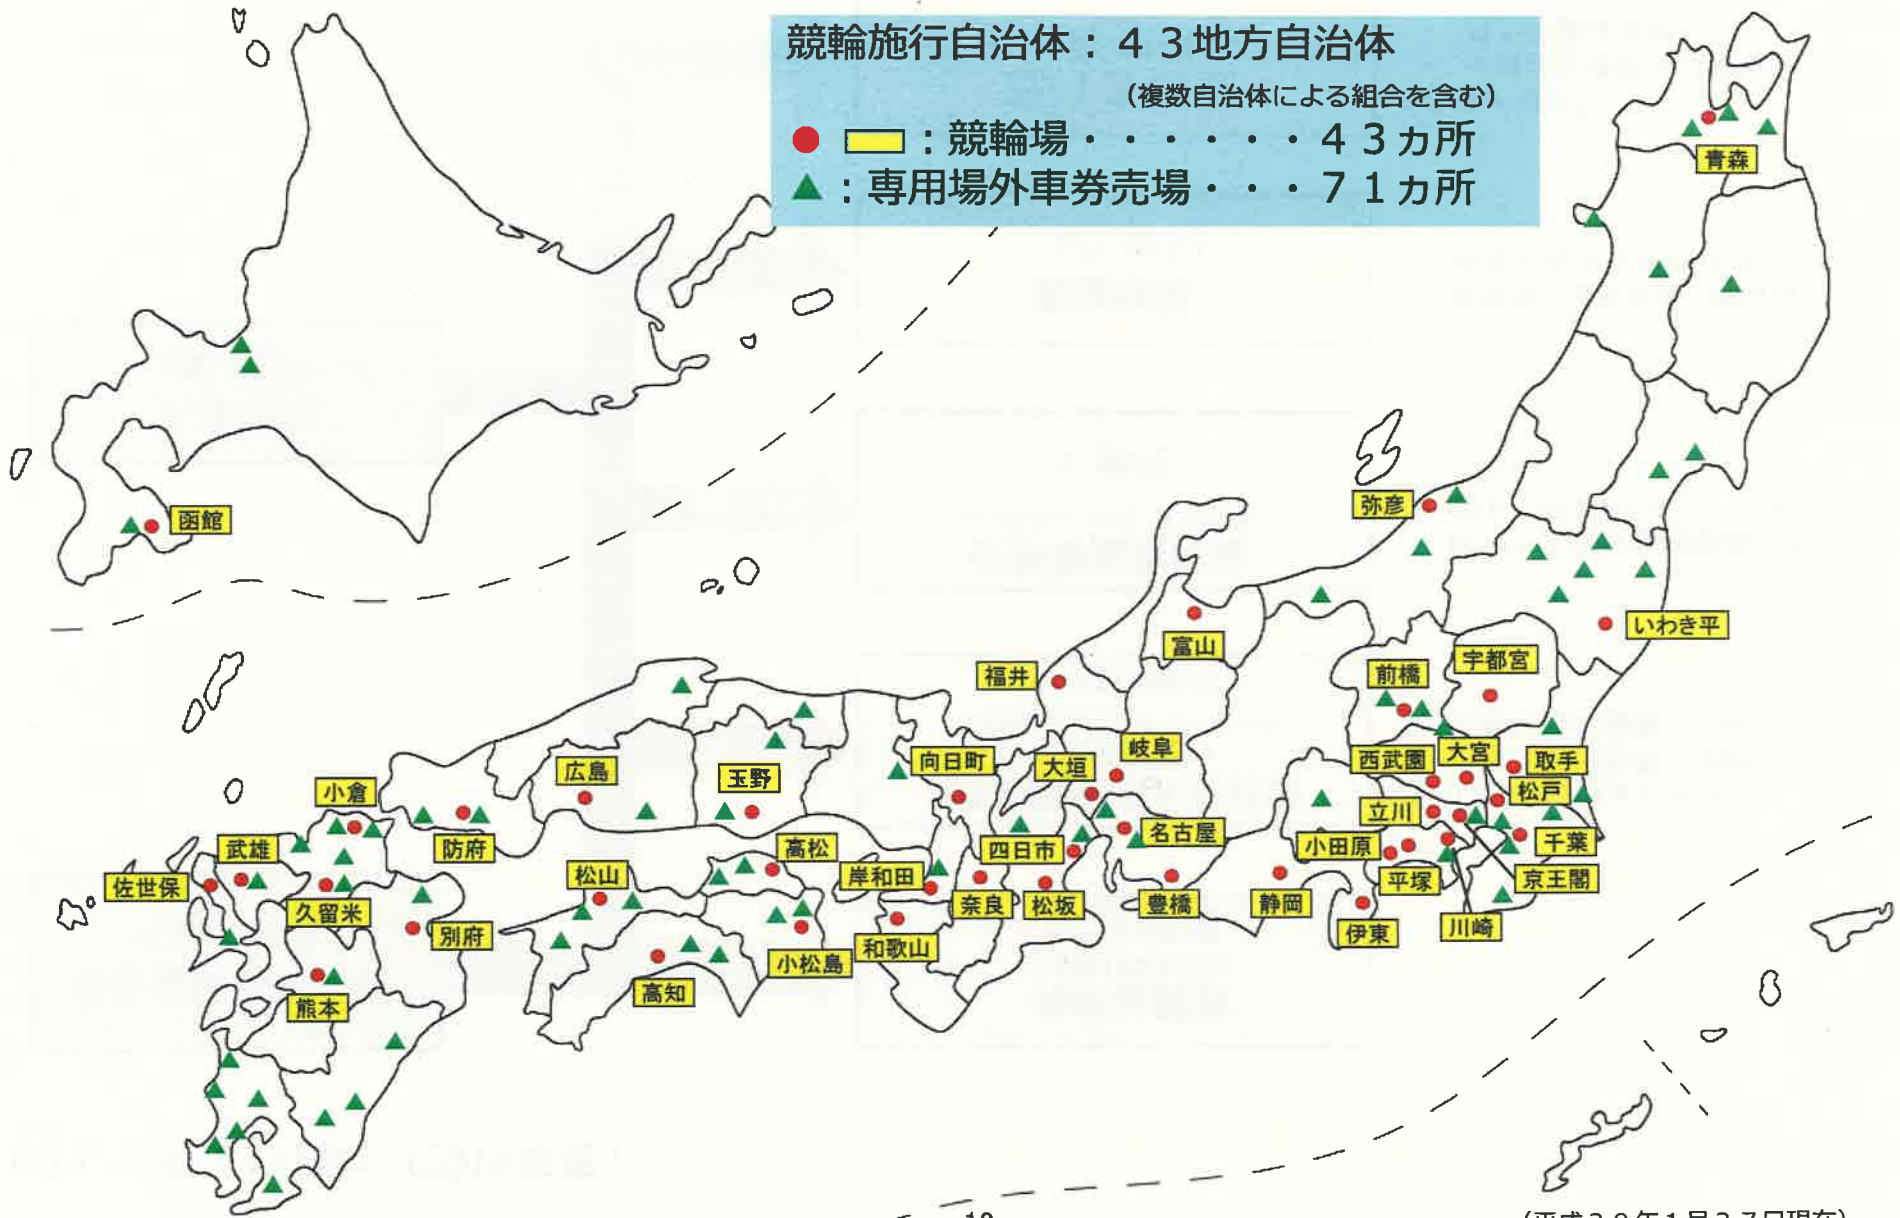 競輪施行自治体：４３地方自治体
（複数自治体による組合を含む）
：競輪場・・・・・・４３カ所
：専用場外車券売場・・・７１カ所
青森
函館
弥彦
いわき平
富山
福井
前橋
宇都宮
岐阜
向日町
大垣
西武園
大宮
取手
広島
玉野
小倉
松戸
立川
名古屋
千葉
武雄
防府
高松
四日市
小田原
松山
岸和田
佐世保
平塚
京王閣
久留米
奈良
松坂
豊橋
静岡
別府
伊東
川崎
和歌山
小松島
高知
熊本